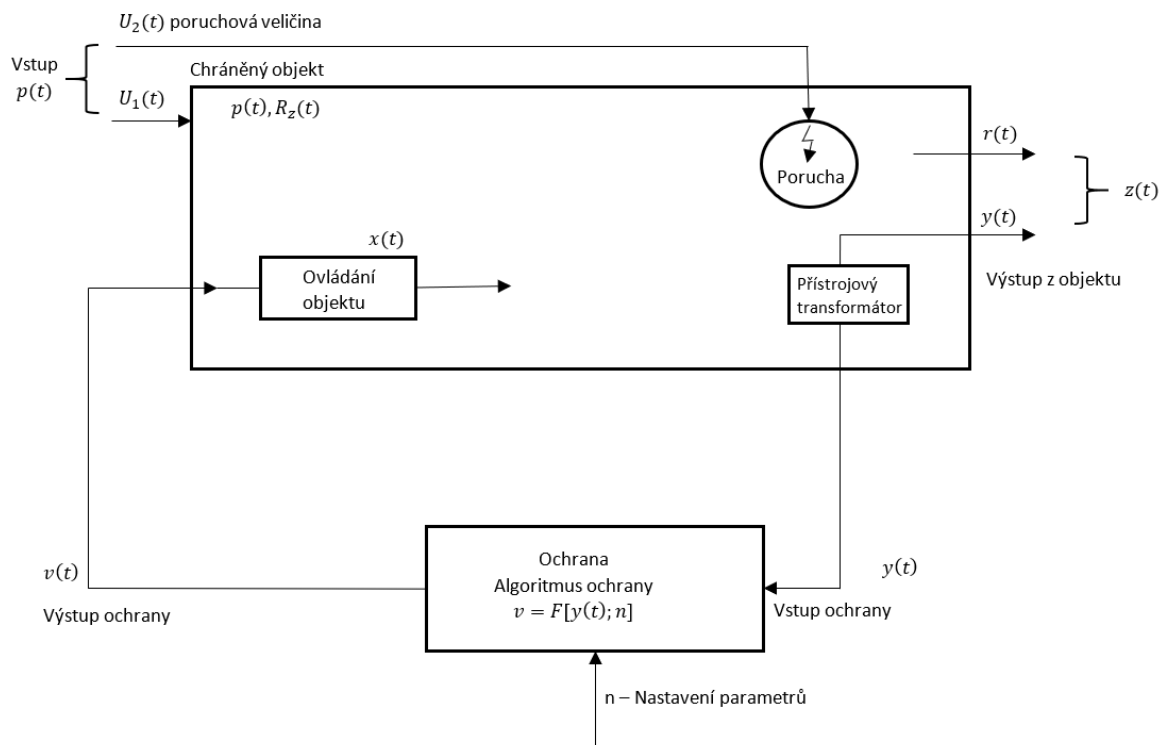 U₂(t) poruchová veličina
Vstup
p(t)
U₁(t)
Chráněný objekt
p(t), R_z(t)
Porucha
r(t)
z(t)
y(t)
x(t)
Ovládání
objektu
Přístrojový
transformátor
Výstup z objektu
v(t)
Výstup ochrany
Ochrana
Algoritmus ochrany
v = F[y(t); n]
y(t)
Vstup ochrany
n – Nastavení parametrů